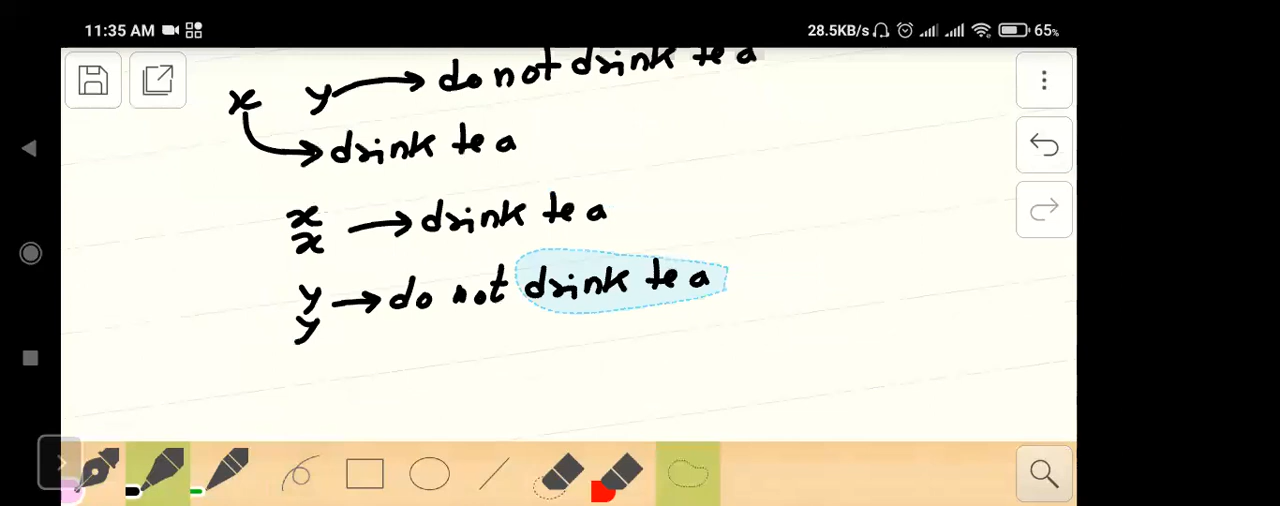 11:35 AM 28.5KB/s 65%
x y → do not drink tea
→ drink tea
x → drink tea
x
y → do not drink tea
y